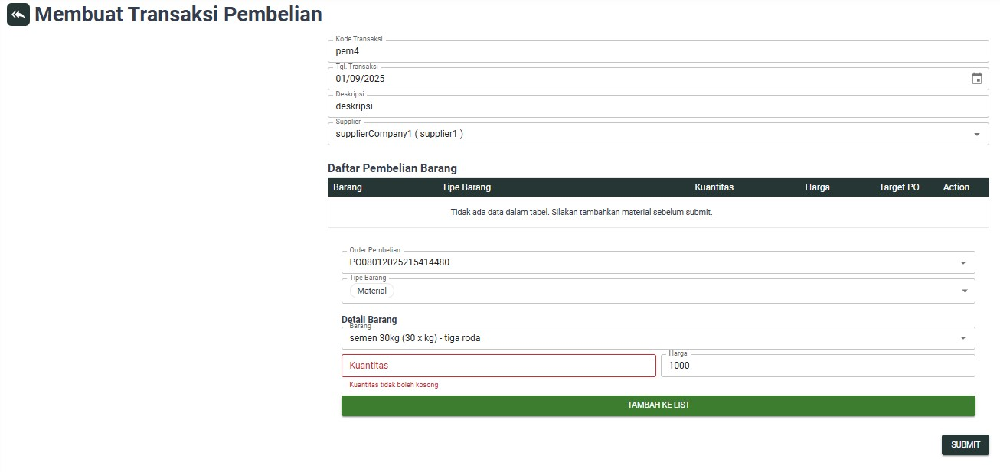 Membuat Transaksi Pembelian
Kode Transaksi
pem4
Tgl. Transaksi
01/09/2025
Deskripsi
deskripsi
Supplier
supplierCompany1 ( supplier1 )
Daftar Pembelian Barang
Barang Tipe Barang Kuantitas Harga Target PO Action
Tidak ada data dalam tabel. Silakan tambahkan material sebelum submit.
Order Pembelian
PO08012025215414480
Tipe Barang
Material
Detail Barang
Barang
semen 30kg (30 x kg) - tiga roda
Kuantitas
Harga
1000
Kuantitas tidak boleh kosong
TAMBAH KE LIST
SUBMIT